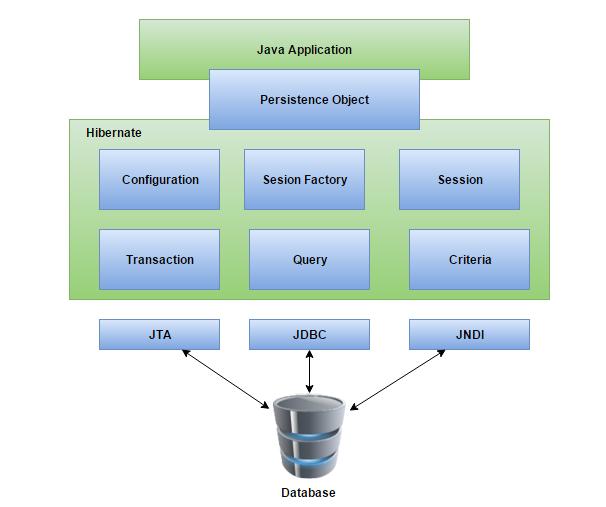 Java Application
Persistence Object
Hibernate
Configuration
Sesion Factory
Session
Transaction
Query
Criteria
JTA
JDBC
JNDI
Database